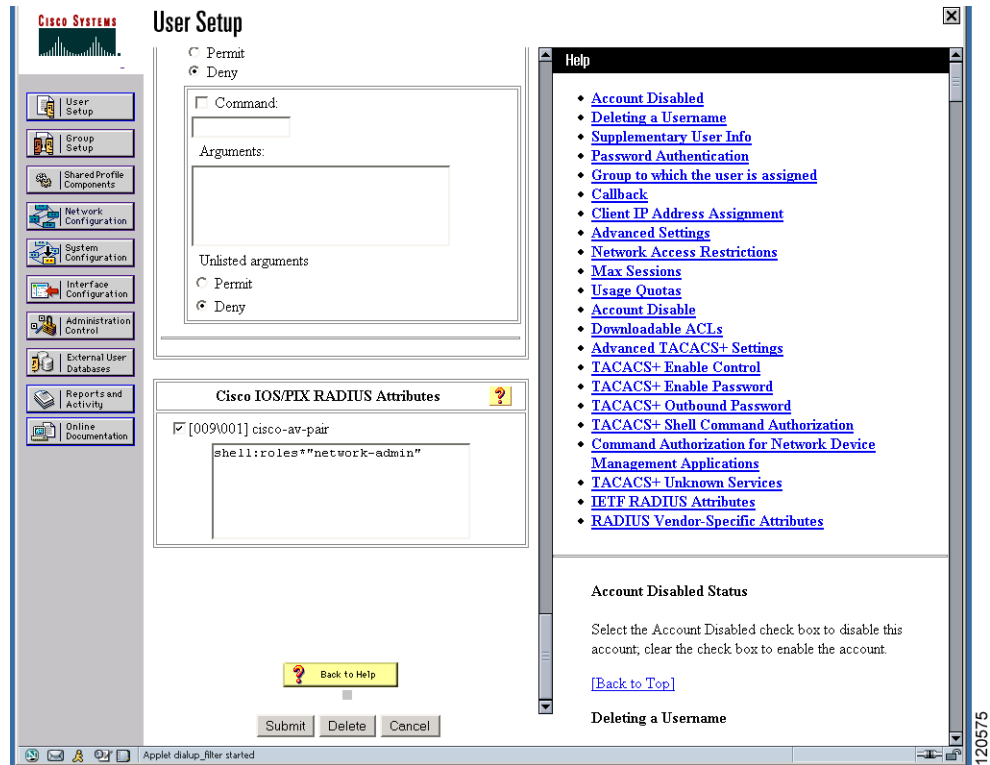 CISCO SYSTEMS
User Setup
User
Setup
Group
Setup
Shared Profile
Components
Network
Configuration
System
Configuration
Interface
Configuration
Administration
Control
External User
Databases
Reports and
Activity
Online
Documentation
Permit
Deny
Command:
Arguments:
Unlisted arguments
Permit
Deny
Cisco IOS/PIX RADIUS Attributes
?
[009\001] cisco-av-pair
shell:roles*"network-admin"
? Back to Help
Submit Delete Cancel
Help
Account Disabled
Deleting a Username
Supplementary User Info
Password Authentication
Group to which the user is assigned
Callback
Client IP Address Assignment
Advanced Settings
Network Access Restrictions
Max Sessions
Usage Quotas
Account Disable
Downloadable ACLs
Advanced TACACS+ Settings
TACACS+ Enable Control
TACACS+ Enable Password
TACACS+ Outbound Password
TACACS+ Shell Command Authorization
Command Authorization for Network Device
Management Applications
TACACS+ Unknown Services
IETF RADIUS Attributes
RADIUS Vendor-Specific Attributes
Account Disabled Status
Select the Account Disabled check box to disable this
account; clear the check box to enable the account.
[Back to Top]
Deleting a Username
Applet dialup_filter started
120575